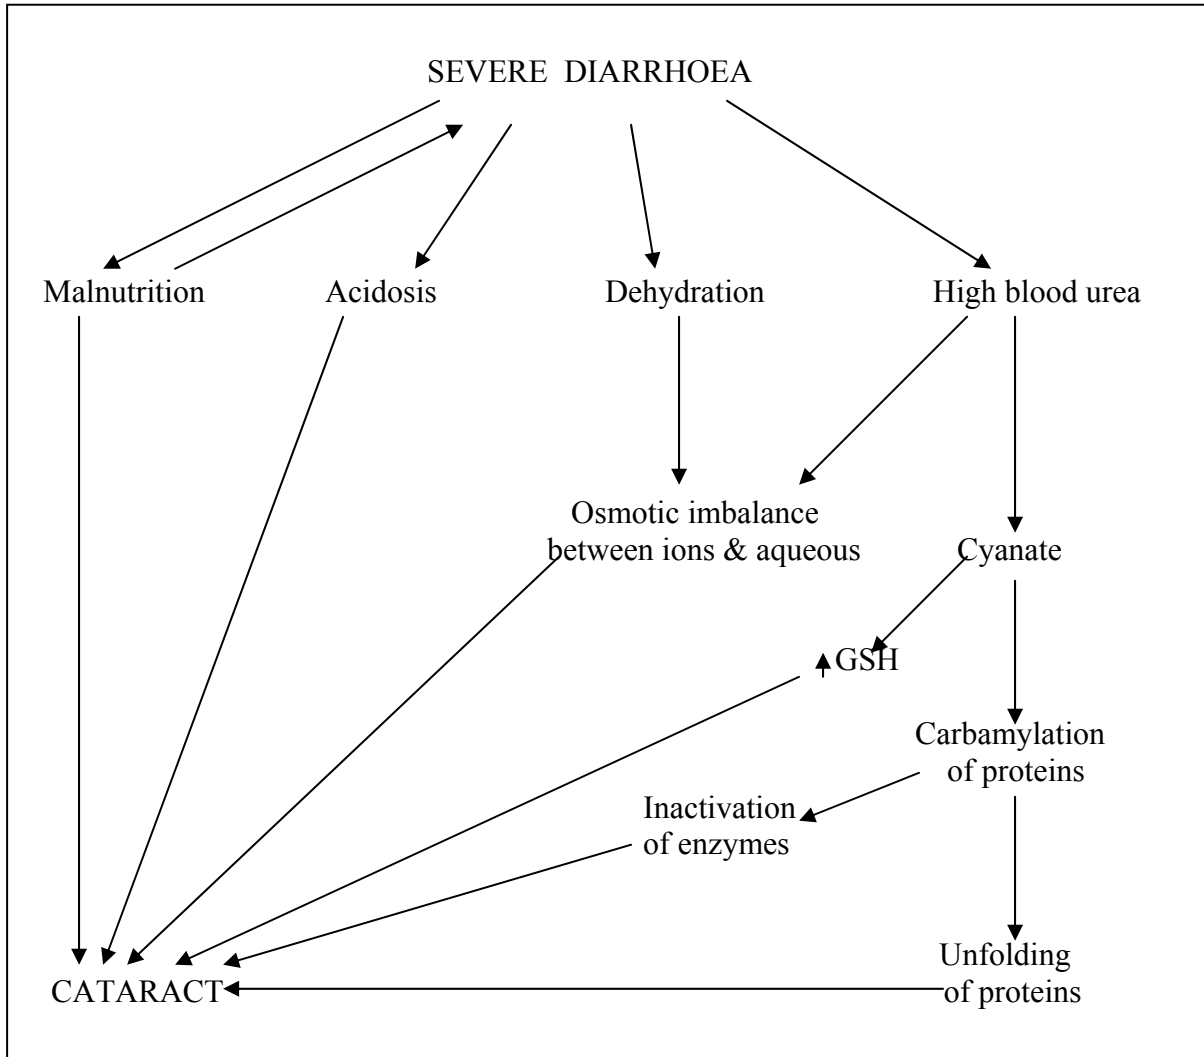 SEVERE DIARRHOEA
Malnutrition Acidosis Dehydration High blood urea
Osmotic imbalance
between ions & aqueous
Cyanate
GSH
Carbamylation
of proteins
Inactivation
of enzymes
Unfolding
of proteins
CATARACT